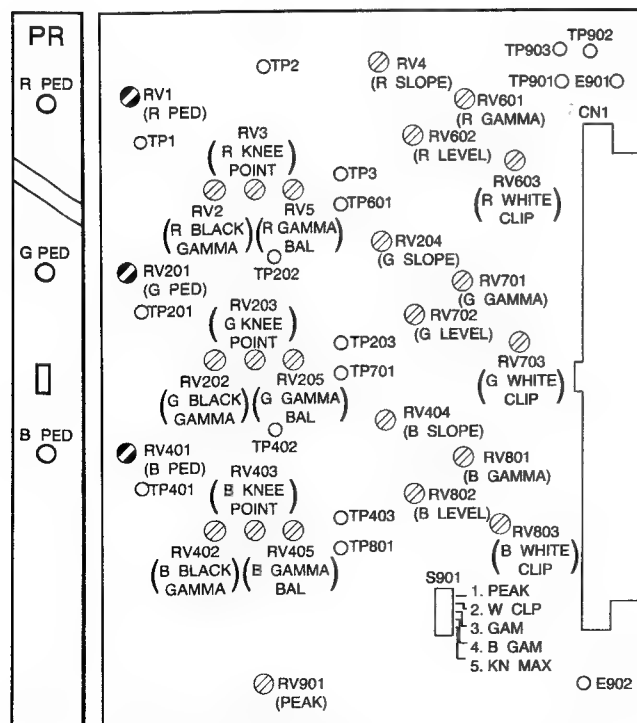 PR
R PED
G PED
B PED
TP2
RV4
(R SLOPE)
TP902
TP903
TP901
E901
CN1
RV1
(R PED)
TP1
RV3
(R KNEE
POINT)
RV601
(R GAMMA)
RV602
(R LEVEL)
TP3
RV603
(R WHITE
CLIP)
TP601
RV2
(R BLACK
GAMMA)
RV5
(R GAMMA
BAL)
TP202
RV204
(G SLOPE)
RV201
(G PED)
TP201
RV203
(G KNEE
POINT)
RV701
(G GAMMA)
RV702
(G LEVEL)
TP203
RV703
(G WHITE
CLIP)
TP701
RV202
(G BLACK
GAMMA)
RV205
(G GAMMA
BAL)
TP402
RV404
(B SLOPE)
RV401
(B PED)
TP401
RV403
(B KNEE
POINT)
RV801
(B GAMMA)
RV802
(B LEVEL)
TP403
RV803
(B WHITE
CLIP)
TP801
RV402
(B BLACK
GAMMA)
RV405
(B GAMMA
BAL)
S901
1. PEAK
2. W CLP
3. GAM
4. B GAM
5. KN MAX
RV901
(PEAK)
E902